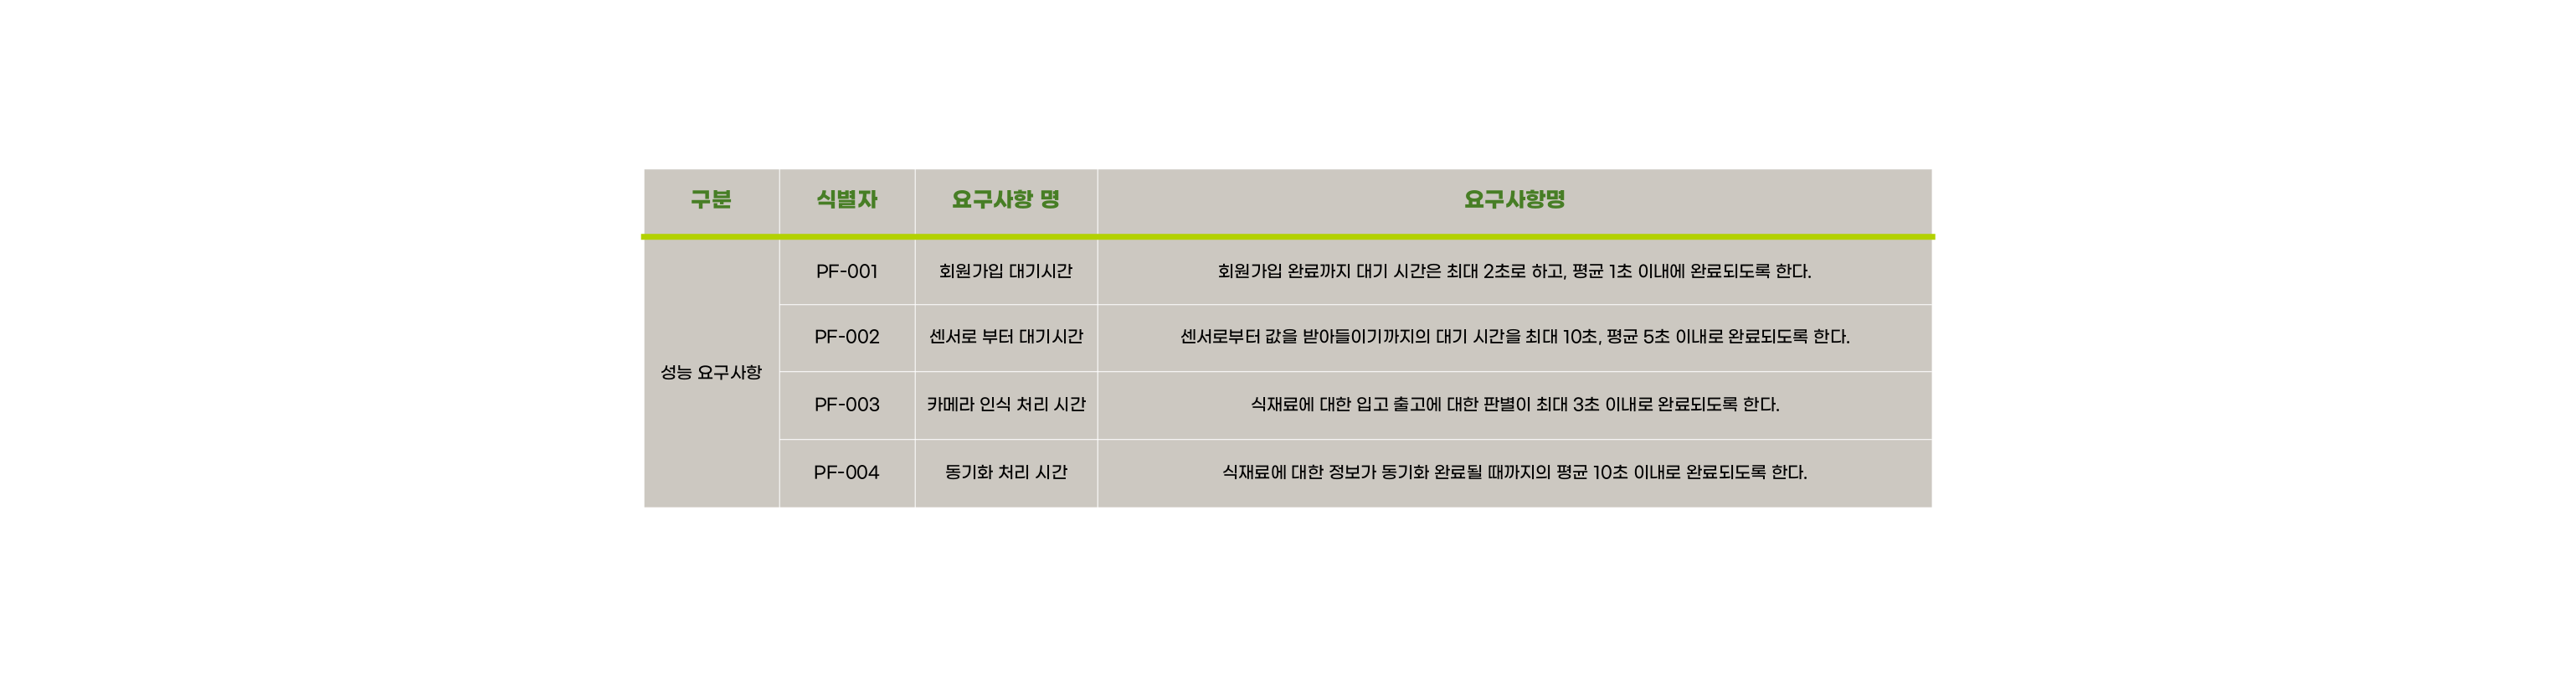 구분 식별자 요구사항 명 요구사항명
PF-001 회원가입 대기시간 회원가입 완료까지 대기 시간은 최대 2초로 하고, 평균 1초 이내에 완료되도록 한다.
PF-002 센서로 부터 대기시간 센서로부터 값을 받아들이기까지의 대기 시간을 최대 10초, 평균 5초 이내로 완료되도록 한다.
성능 요구사항
PF-003 카메라 인식 처리 시간 식재료에 대한 입고 출고에 대한 판별이 최대 3초 이내로 완료되도록 한다.
PF-004 동기화 처리 시간 식재료에 대한 정보가 동기화 완료될 때까지의 평균 10초 이내로 완료되도록 한다.